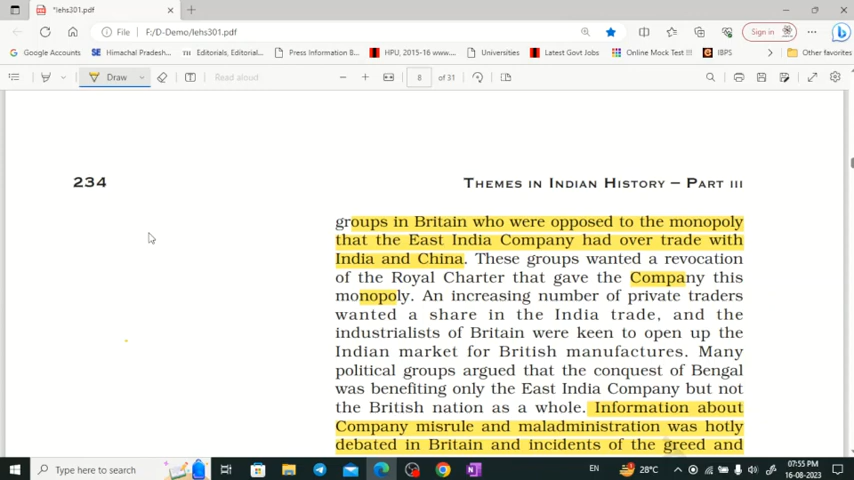 *lehs301.pdf
File F:/D-Demo/lehs301.pdf
Sign in
Google Accounts Himachal Pradesh... Editorials, Editorial... Press Information B... HPU, 2015-16 www.... Universities Latest Govt Jobs Online Mock Test !!! IBPS Other favorites
Draw Read aloud 8 of 31
234
THEMES IN INDIAN HISTORY – PART III
groups in Britain who were opposed to the monopoly
that the East India Company had over trade with
India and China. These groups wanted a revocation
of the Royal Charter that gave the Company this
monopoly. An increasing number of private traders
wanted a share in the India trade, and the
industrialists of Britain were keen to open up the
Indian market for British manufactures. Many
political groups argued that the conquest of Bengal
was benefiting only the East India Company but not
the British nation as a whole. Information about
Company misrule and maladministration was hotly
debated in Britain and incidents of the greed and
Type here to search
28°C
EN
07:55 PM
16-08-2023